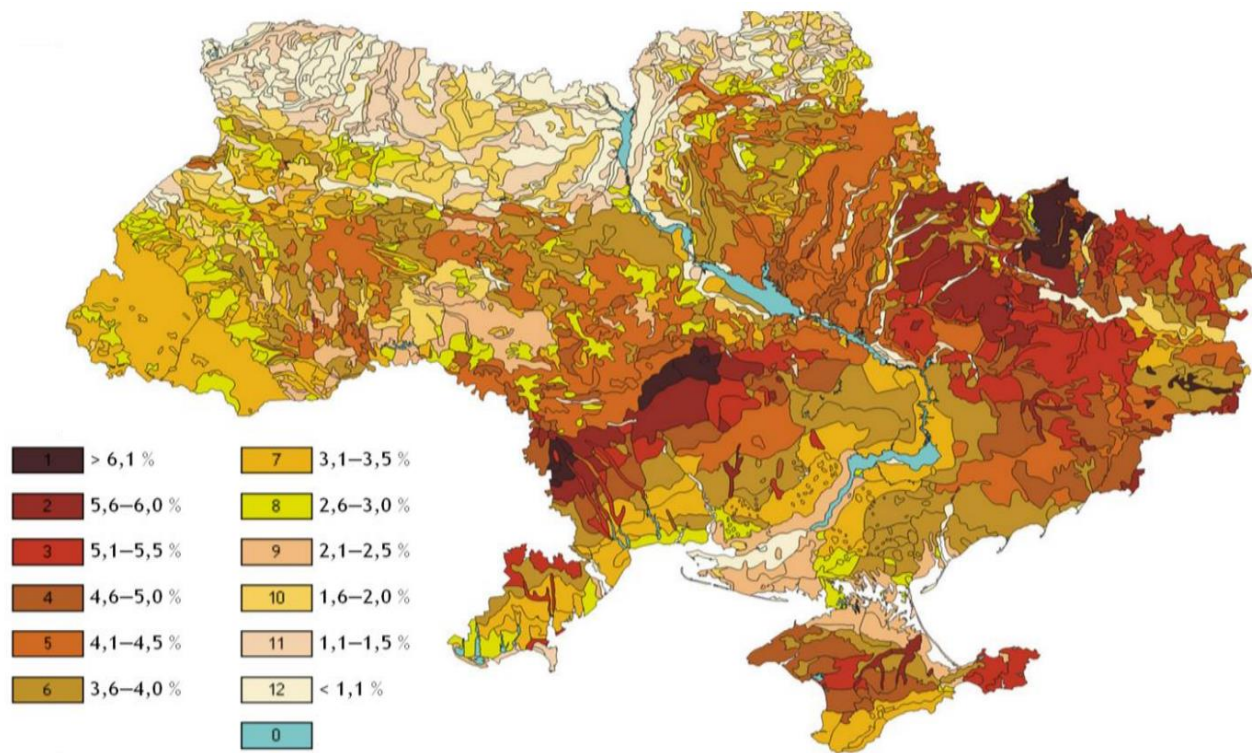 1 > 6,1 %
2 5,6–6,0 %
3 5,1–5,5 %
4 4,6–5,0 %
5 4,1–4,5 %
6 3,6–4,0 %
7 3,1–3,5 %
8 2,6–3,0 %
9 2,1–2,5 %
10 1,6–2,0 %
11 1,1–1,5 %
12 < 1,1 %
0